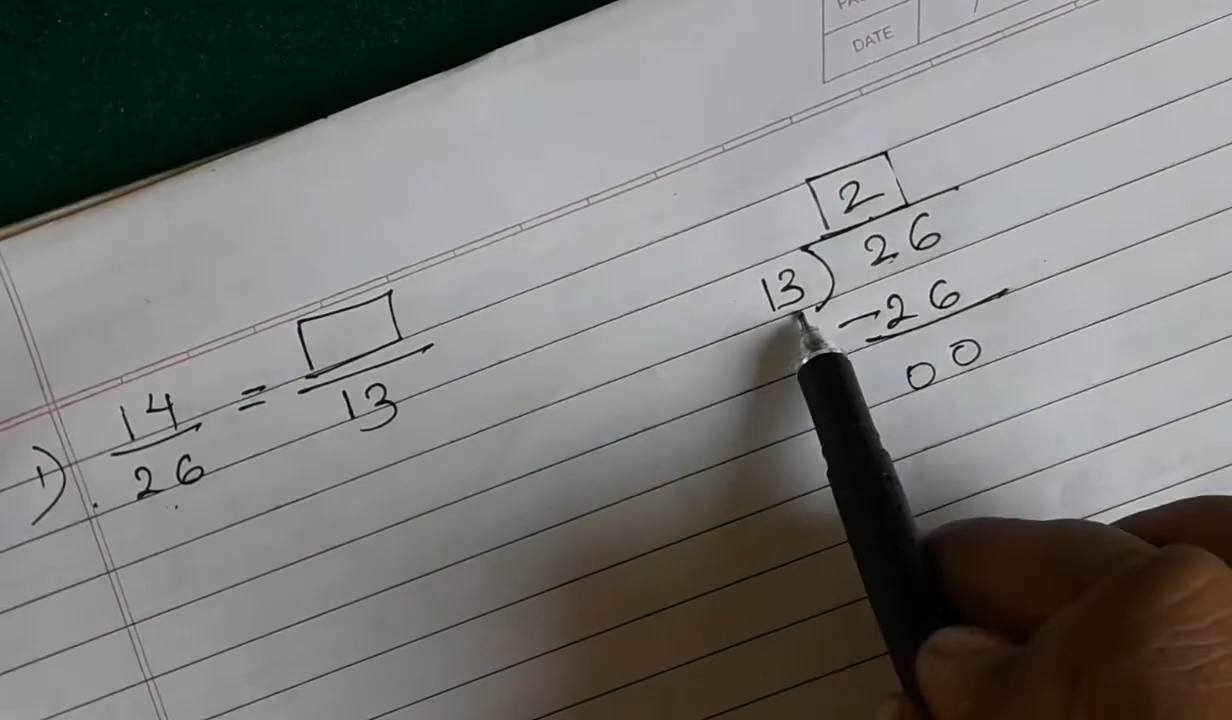 DATE
1). 14/26 = □/13
2
13) 26
-26
00